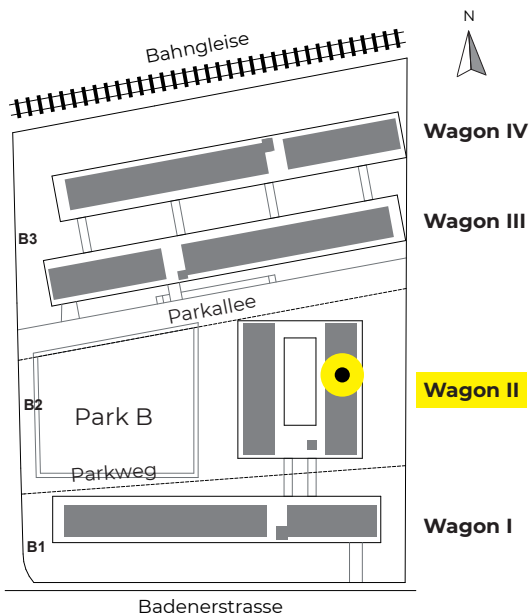 N
Bahngleise
Wagon IV
Wagon III
B3
Parkallee
Wagon II
B2
Park B
Parkweg
Wagon I
B1
Badenerstrasse